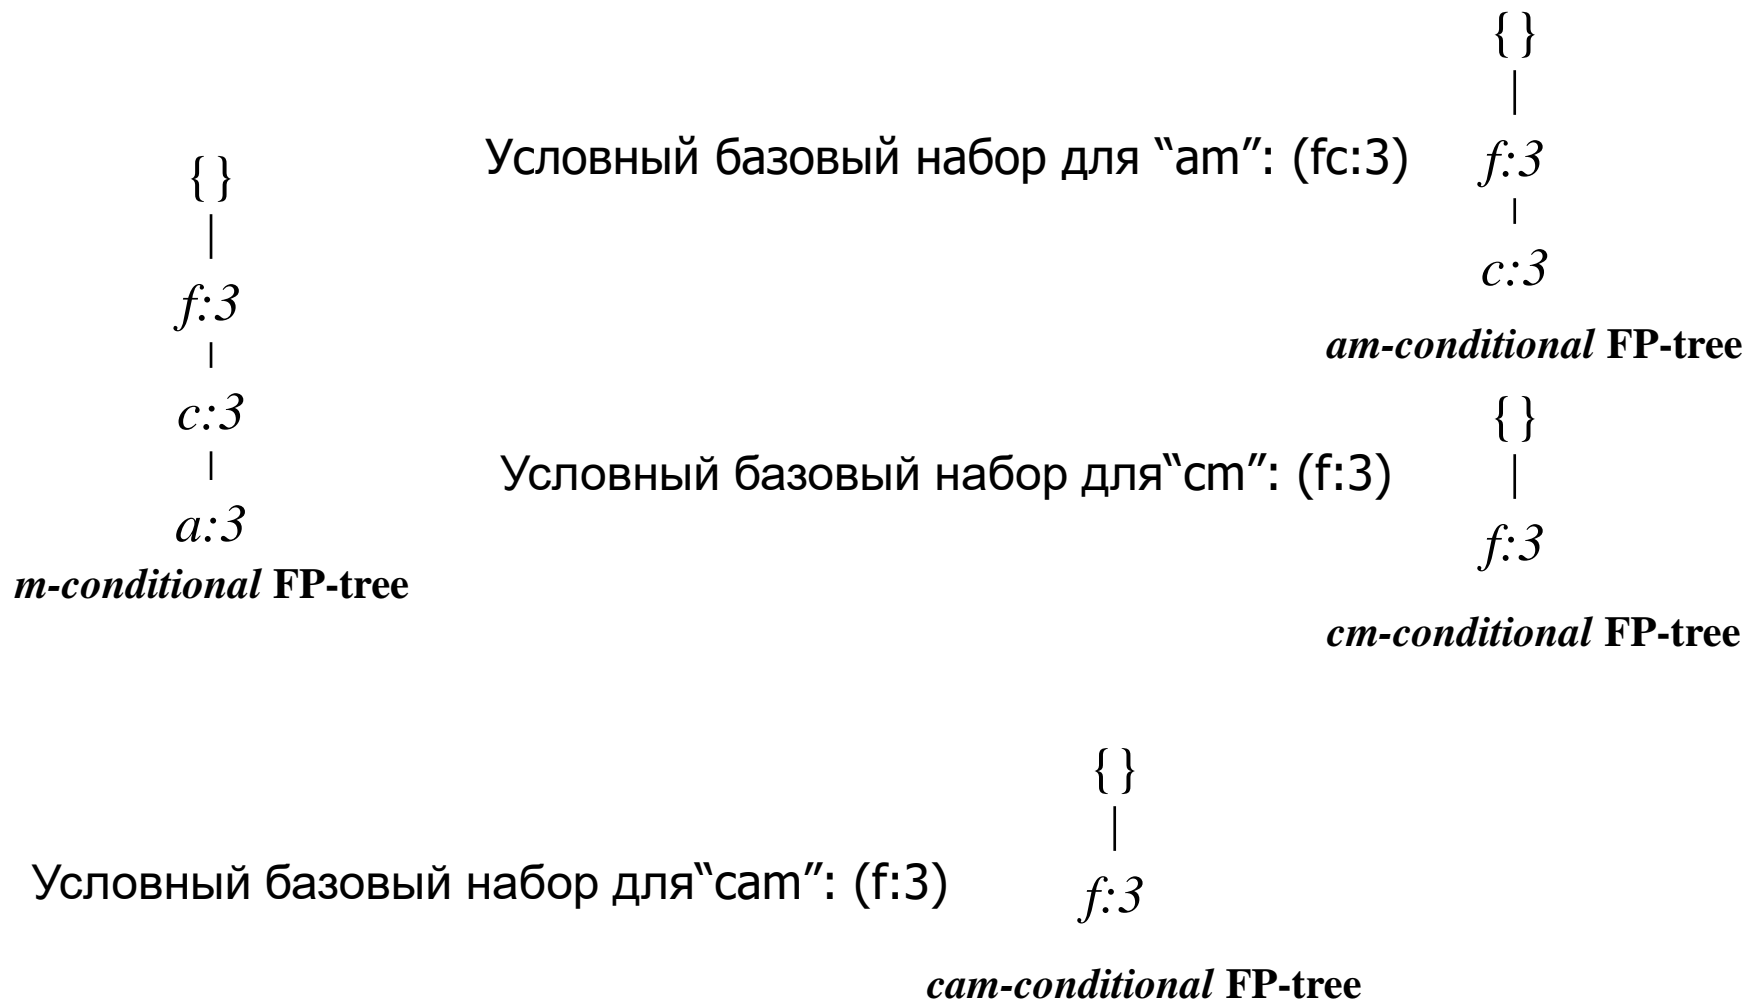 {}
f:3
c:3
a:3
m-conditional FP-tree
Условный базовый набор для “am”: (fc:3)
{}
f:3
c:3
am-conditional FP-tree
Условный базовый набор для“cm”: (f:3)
{}
f:3
cm-conditional FP-tree
Условный базовый набор для“cam”: (f:3)
{}
f:3
cam-conditional FP-tree